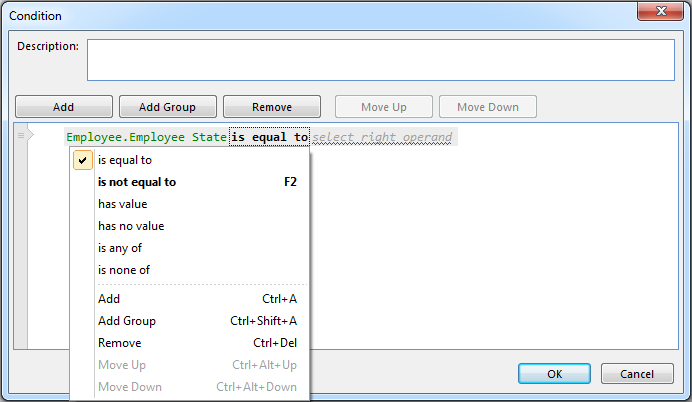 Condition
Description:
Add Add Group Remove Move Up Move Down
Employee.Employee State is equal to select right operand
is equal to
is not equal to F2
has value
has no value
is any of
is none of
Add Ctrl+A
Add Group Ctrl+Shift+A
Remove Ctrl+Del
Move Up Ctrl+Alt+Up
Move Down Ctrl+Alt+Down
OK Cancel